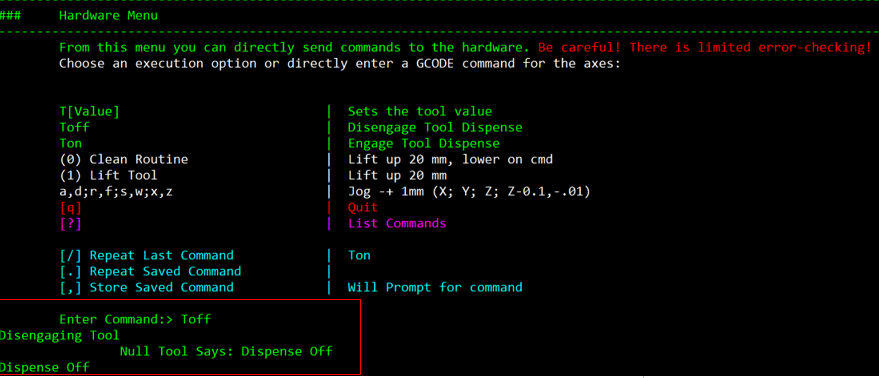 ### Hardware Menu
From this menu you can directly send commands to the hardware. Be careful! There is limited error-checking!
Choose an execution option or directly enter a GCODE command for the axes:
T[Value] | Sets the tool value
Toff | Disengage Tool Dispense
Ton | Engage Tool Dispense
(0) Clean Routine | Lift up 20 mm, lower on cmd
(1) Lift Tool | Lift up 20 mm
a,d;r,f;s,w;x,z | Jog -+ 1mm (X; Y; Z; Z-0.1,-.01)
[q] | Quit
[?] | List Commands
[/] Repeat Last Command | Ton
[.] Repeat Saved Command |
[,] Store Saved Command | Will Prompt for command
Enter Command:> Toff
Disengaging Tool
Null Tool Says: Dispense Off
Dispense Off